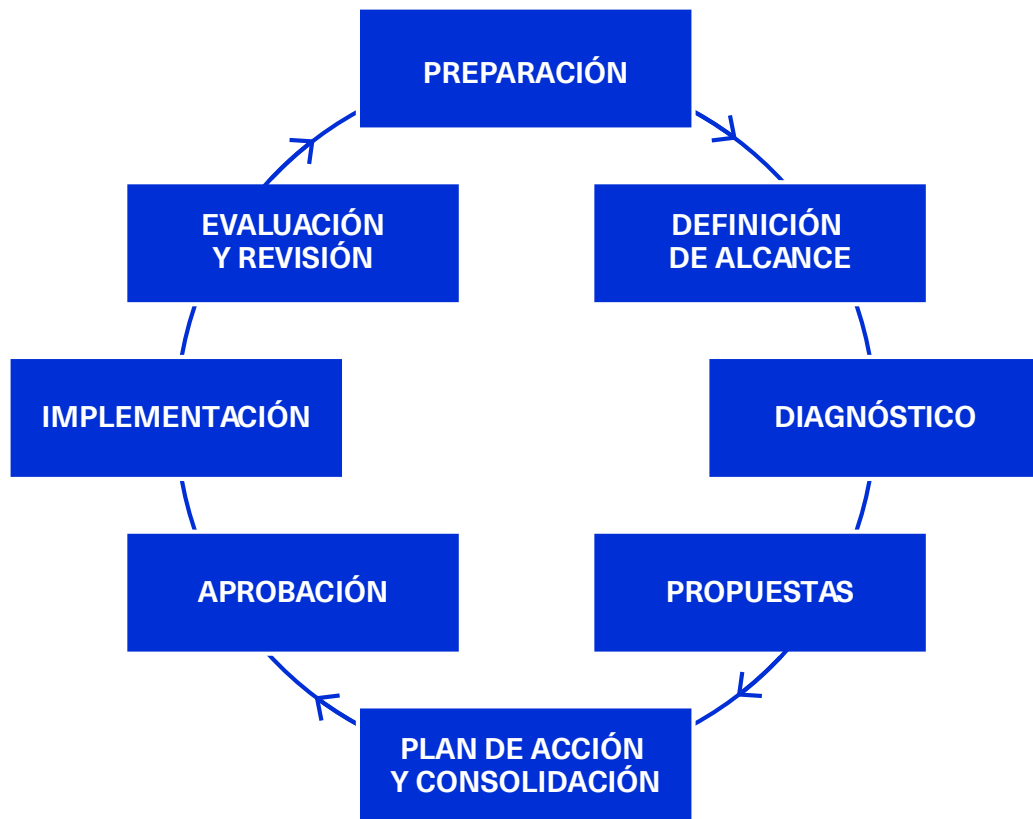 PREPARACIÓN
DEFINICIÓN
DE ALCANCE
DIAGNÓSTICO
PROPUESTAS
PLAN DE ACCIÓN
Y CONSOLIDACIÓN
APROBACIÓN
IMPLEMENTACIÓN
EVALUACIÓN
Y REVISIÓN